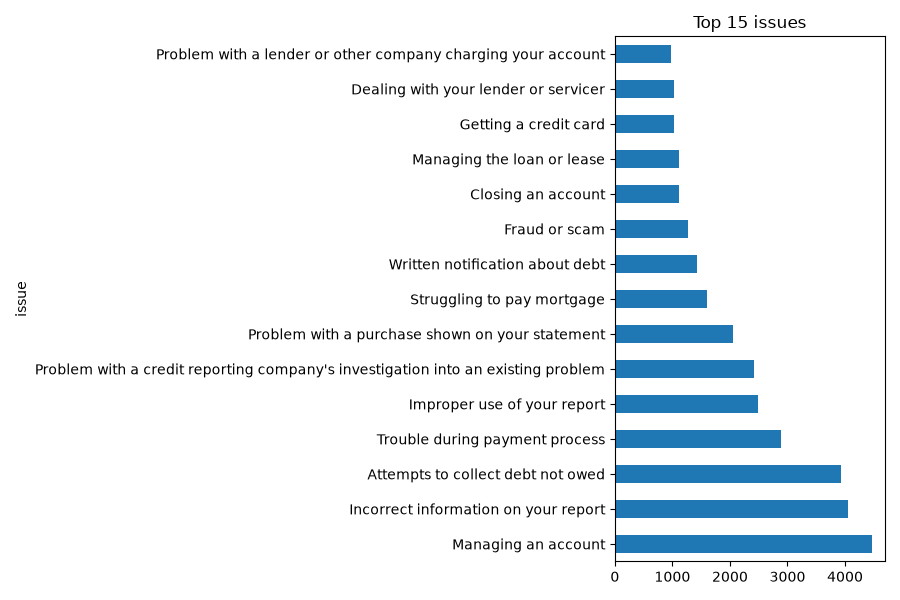 Top 15 issues
Problem with a lender or other company charging your account
Dealing with your lender or servicer
Getting a credit card
Managing the loan or lease
Closing an account
Fraud or scam
Written notification about debt
issue
Struggling to pay mortgage
Problem with a purchase shown on your statement
Problem with a credit reporting company's investigation into an existing problem
Improper use of your report
Trouble during payment process
Attempts to collect debt not owed
Incorrect information on your report
Managing an account
0 1000 2000 3000 4000